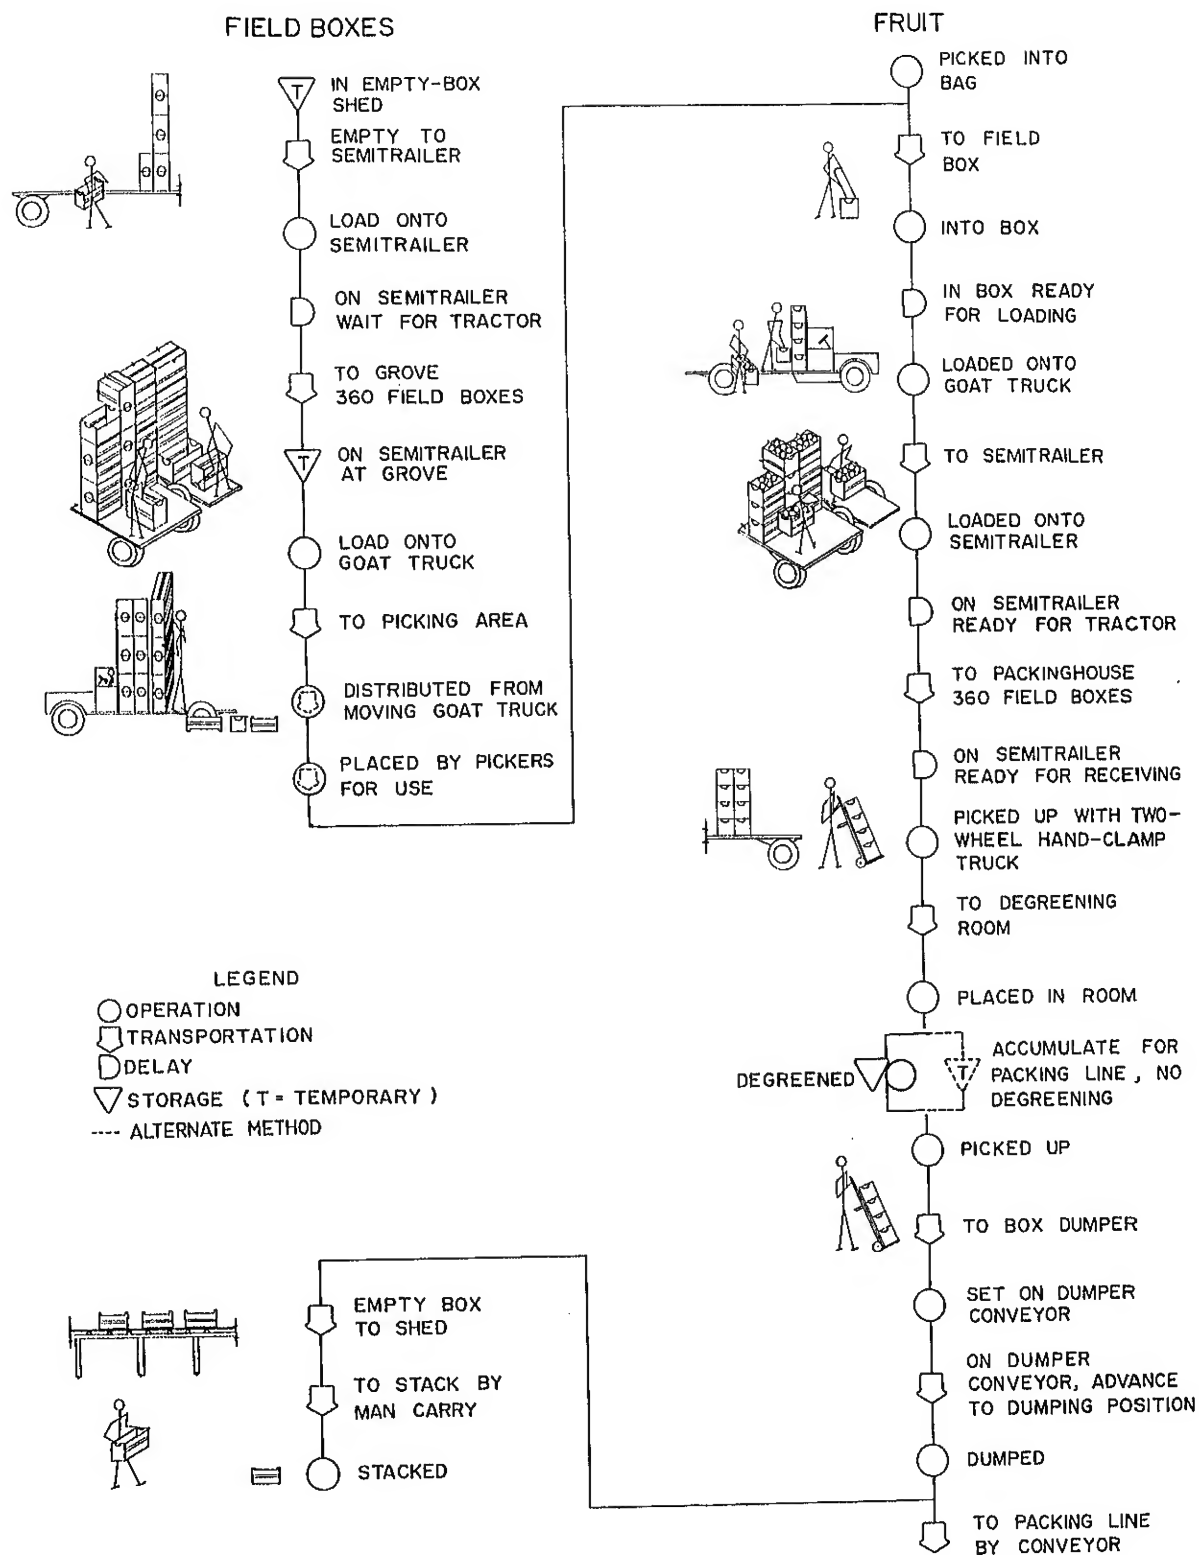 FIELD BOXES
T
IN EMPTY-BOX
SHED
EMPTY TO
SEMITRAILER
LOAD ONTO
SEMITRAILER
ON SEMITRAILER
WAIT FOR TRACTOR
TO GROVE
360 FIELD BOXES
T
ON SEMITRAILER
AT GROVE
LOAD ONTO
GOAT TRUCK
TO PICKING AREA
DISTRIBUTED FROM
MOVING GOAT TRUCK
PLACED BY PICKERS
FOR USE
FRUIT
PICKED INTO
BAG
TO FIELD
BOX
INTO BOX
IN BOX READY
FOR LOADING
LOADED ONTO
GOAT TRUCK
TO SEMITRAILER
LOADED ONTO
SEMITRAILER
ON SEMITRAILER
READY FOR TRACTOR
TO PACKINGHOUSE
360 FIELD BOXES
ON SEMITRAILER
READY FOR RECEIVING
PICKED UP WITH TWO-
WHEEL HAND-CLAMP
TRUCK
TO DEGREENING
ROOM
PLACED IN ROOM
DEGREENED
T
ACCUMULATE FOR
PACKING LINE, NO
DEGREENING
PICKED UP
TO BOX DUMPER
SET ON DUMPER
CONVEYOR
ON DUMPER
CONVEYOR, ADVANCE
TO DUMPING POSITION
DUMPED
TO PACKING LINE
BY CONVEYOR
LEGEND
OPERATION
TRANSPORTATION
DELAY
STORAGE (T= TEMPORARY)
---- ALTERNATE METHOD
EMPTY BOX
TO SHED
TO STACK BY
MAN CARRY
STACKED